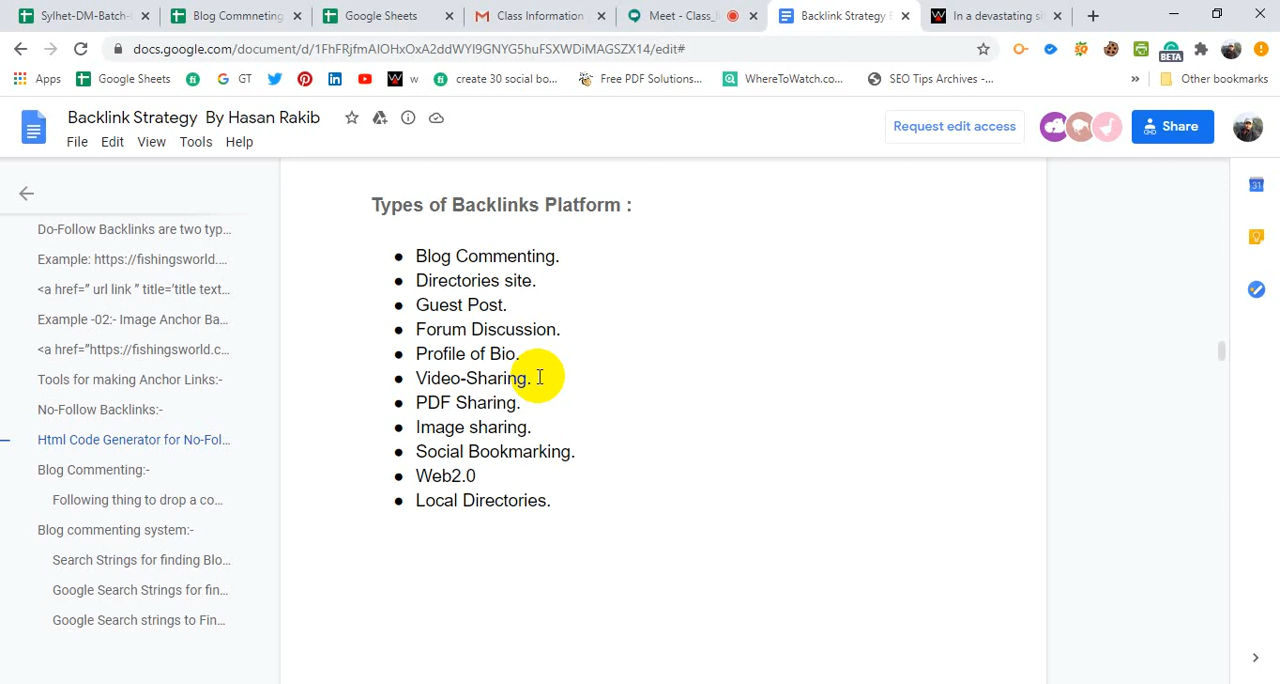 Sylhet-DM-Batch-
Blog Commneting
Google Sheets
Class Information
Meet - Class_
Backlink Strategy
In a devastating si
docs.google.com/document/d/1FhFRjfmAIOHxOxA2ddWYI9GNYG5huFSXWDiMAGSZX14/edit#
BETA
Apps
Google Sheets
GT
w
create 30 social bo...
Free PDF Solutions...
WhereToWatch.co...
SEO Tips Archives -...
»
Other bookmarks
Backlink Strategy By Hasan Rakib
File Edit View Tools Help
Request edit access
Share
31
Do-Follow Backlinks are two typ...
Example: https://fishingsworld....
<a href=” url link ” title=’title text...
Example -02:- Image Anchor Ba...
<a href=”https://fishingsworld.c...
Tools for making Anchor Links:-
No-Follow Backlinks:-
Html Code Generator for No-Fol...
Blog Commenting:-
Following thing to drop a co...
Blog commenting system:-
Search Strings for finding Blo...
Google Search Strings for fin...
Google Search strings to Fin...
Types of Backlinks Platform :
● Blog Commenting.
● Directories site.
● Guest Post.
● Forum Discussion.
● Profile of Bio.
● Video-Sharing.
● PDF Sharing.
● Image sharing.
● Social Bookmarking.
● Web2.0
● Local Directories.